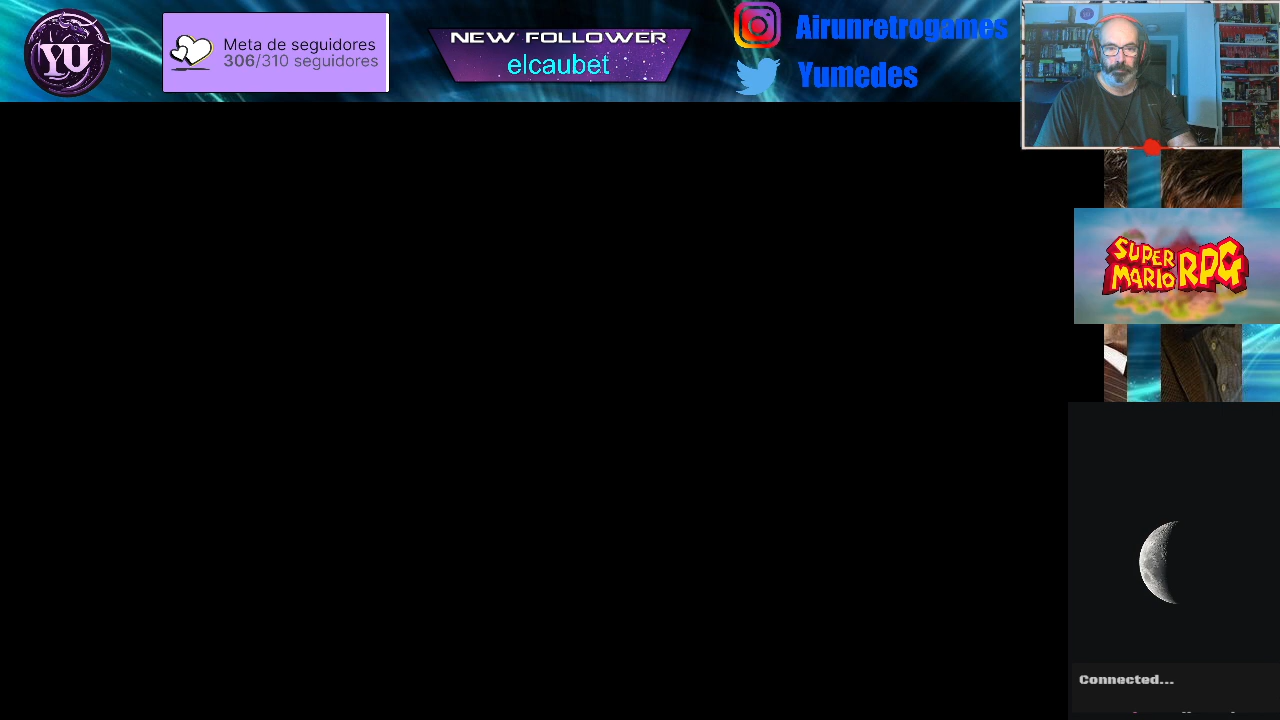 YU
Meta de seguidores
306/310 seguidores
NEW FOLLOWER
elcaubet
Airunretrogames
Yumedes
SUPER
MARIO RPG
Connected...